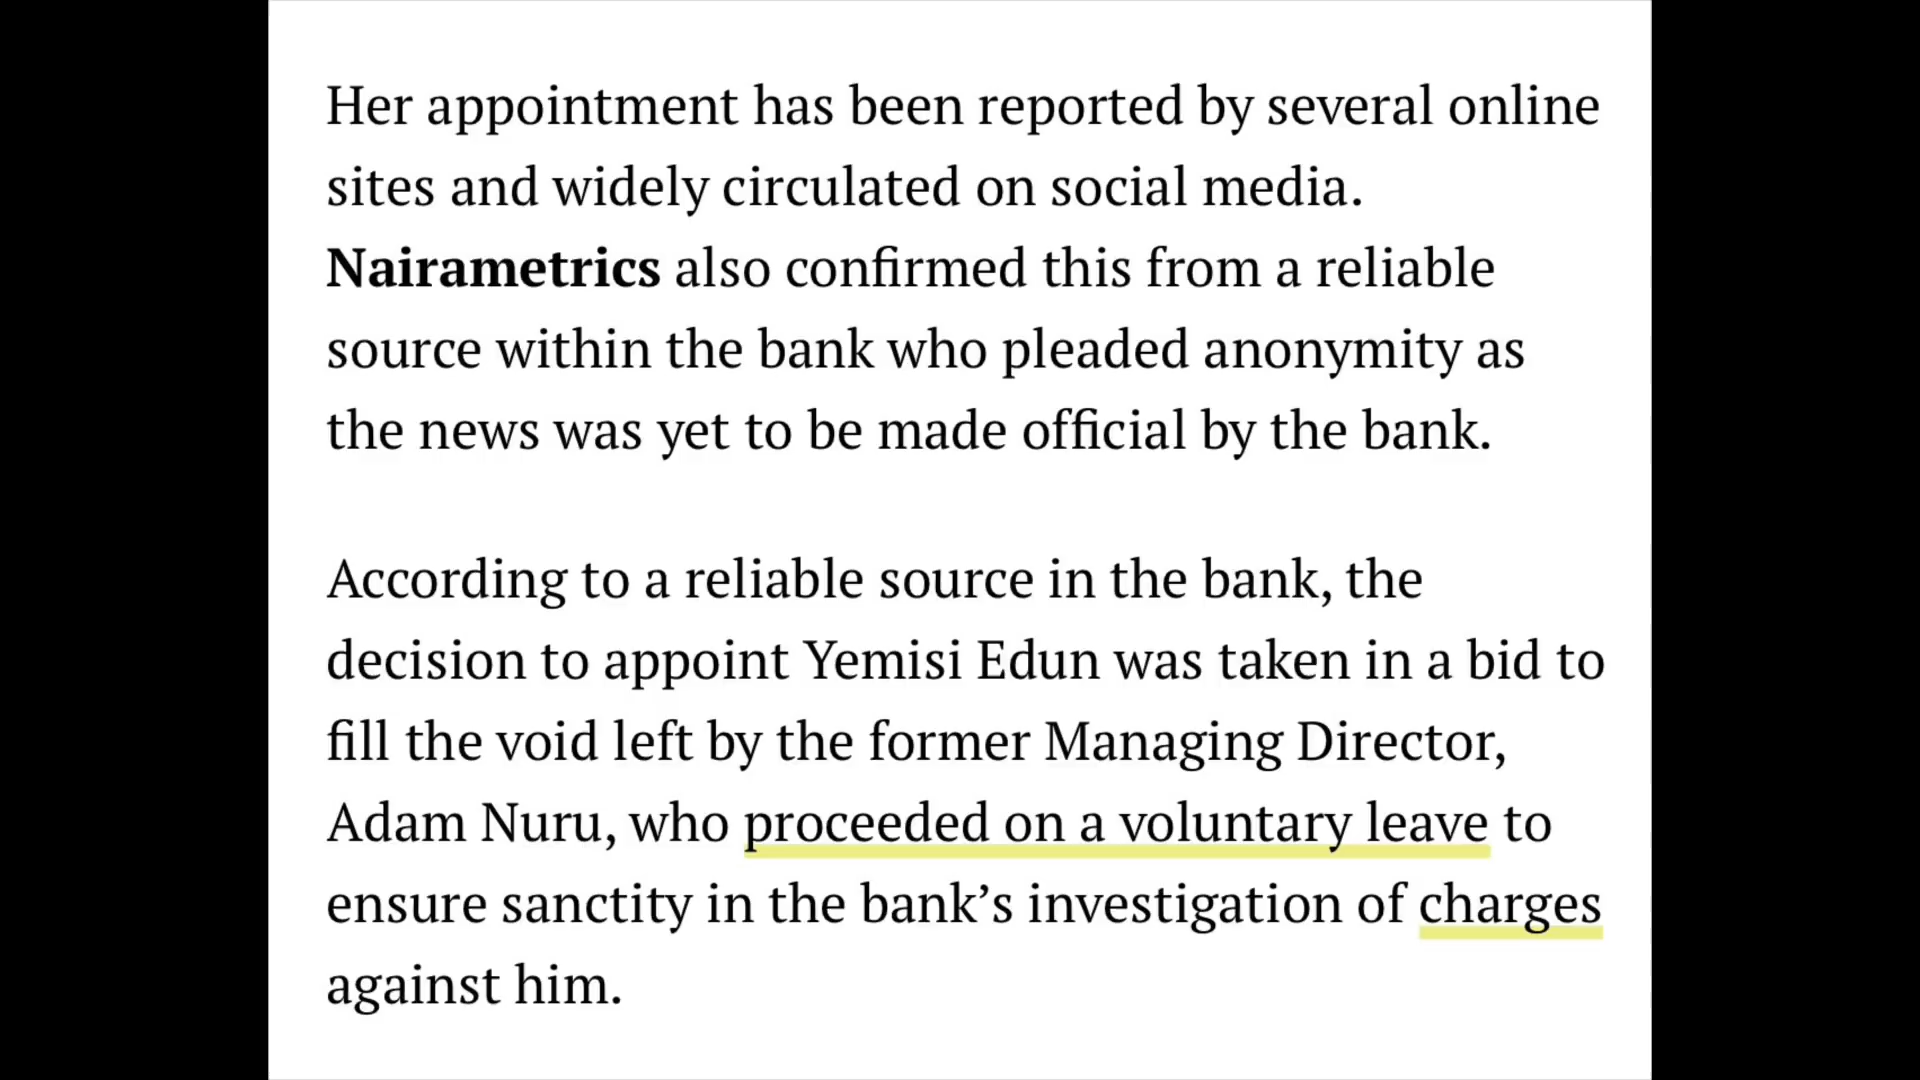 Her appointment has been reported by several online
sites and widely circulated on social media.
Nairametrics also confirmed this from a reliable
source within the bank who pleaded anonymity as
the news was yet to be made official by the bank.
According to a reliable source in the bank, the
decision to appoint Yemisi Edun was taken in a bid to
fill the void left by the former Managing Director,
Adam Nuru, who proceeded on a voluntary leave to
ensure sanctity in the bank’s investigation of charges
against him.